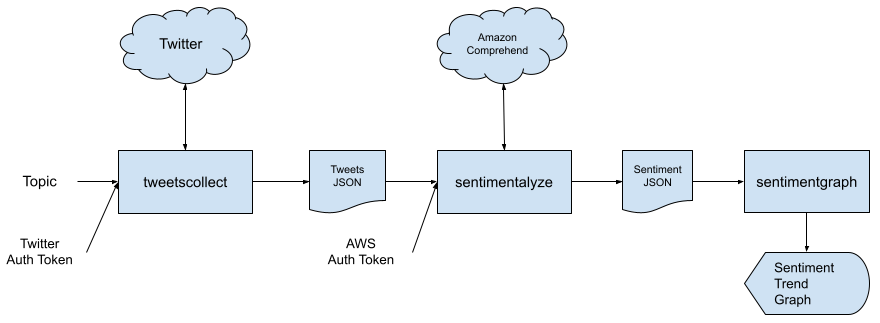 Twitter
Amazon
Comprehend
Topic
tweetscollect
Tweets
JSON
sentimentalyze
Sentiment
JSON
sentimentgraph
Twitter
Auth Token
AWS
Auth Token
Sentiment
Trend
Graph